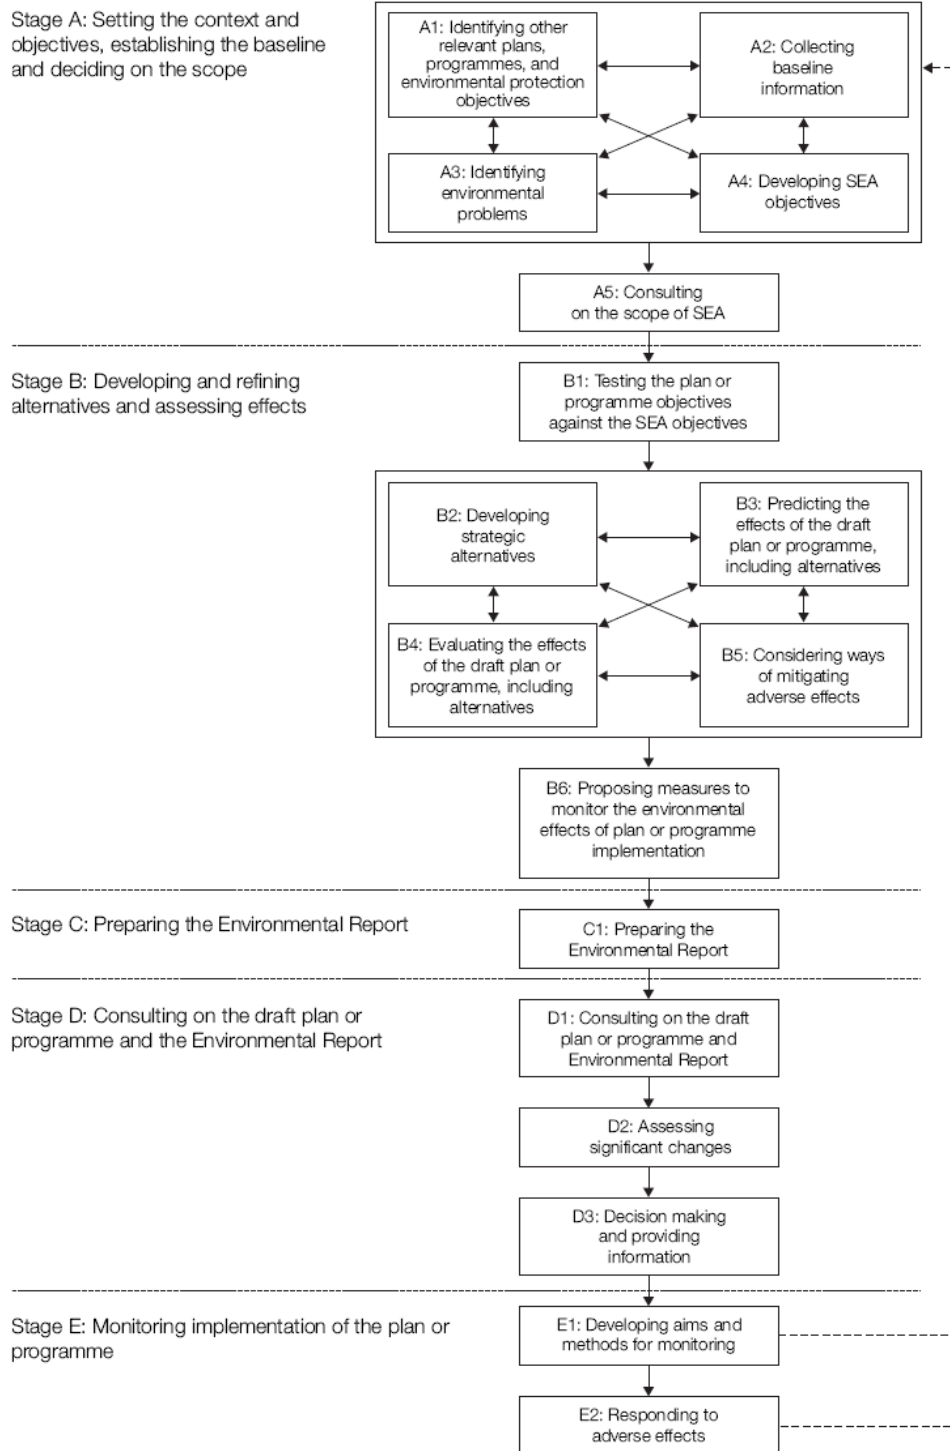 Stage A: Setting the context and
objectives, establishing the baseline
and deciding on the scope
A1: Identifying other
relevant plans,
programmes, and
environmental protection
objectives
A2: Collecting
baseline
information
A3: Identifying
environmental
problems
A4: Developing SEA
objectives
A5: Consulting
on the scope of SEA
Stage B: Developing and refining
alternatives and assessing effects
B1: Testing the plan or
programme objectives
against the SEA objectives
B2: Developing
strategic
alternatives
B3: Predicting the
effects of the draft
plan or programme,
including alternatives
B4: Evaluating the effects
of the draft plan or
programme, including
alternatives
B5: Considering ways
of mitigating
adverse effects
B6: Proposing measures to
monitor the environmental
effects of plan or programme
implementation
Stage C: Preparing the Environmental Report
C1: Preparing the
Environmental Report
Stage D: Consulting on the draft plan or
programme and the Environmental Report
D1: Consulting on the draft
plan or programme and
Environmental Report
D2: Assessing
significant changes
D3: Decision making
and providing
information
Stage E: Monitoring implementation of the plan or
programme
E1: Developing aims and
methods for monitoring
E2: Responding to
adverse effects